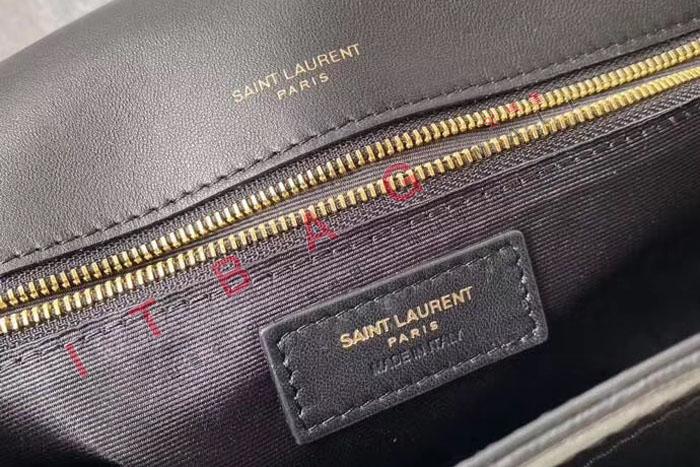 SAINT LAURENT
PARIS
ITBAG
SAINT LAURENT
PARIS
MADE IN ITALY